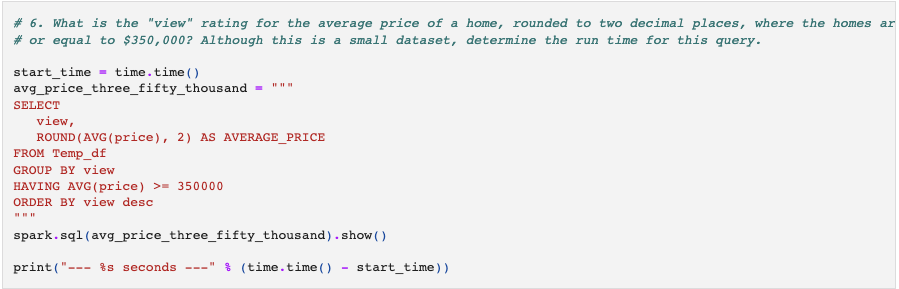 # 6. What is the "view" rating for the average price of a home, rounded to two decimal places, where the homes ar
# or equal to $350,000? Although this is a small dataset, determine the run time for this query.
start_time = time.time()
avg_price_three_fifty_thousand = """
SELECT
view,
ROUND(AVG(price), 2) AS AVERAGE_PRICE
FROM Temp_df
GROUP BY view
HAVING AVG(price) >= 350000
ORDER BY view desc
"""
spark.sql(avg_price_three_fifty_thousand).show()
print("--- %s seconds ---" % (time.time() - start_time))